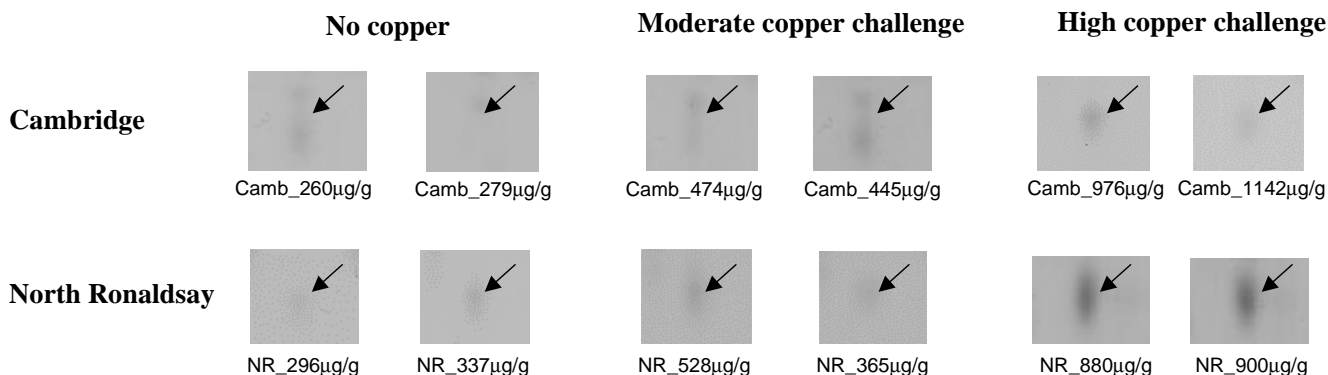 No copper Moderate copper challenge High copper challenge
Cambridge
Camb_260μg/g Camb_279μg/g Camb_474μg/g Camb_445μg/g Camb_976μg/g Camb_1142μg/g
North Ronaldsay
NR_296μg/g NR_337μg/g NR_528μg/g NR_365μg/g NR_880μg/g NR_900μg/g